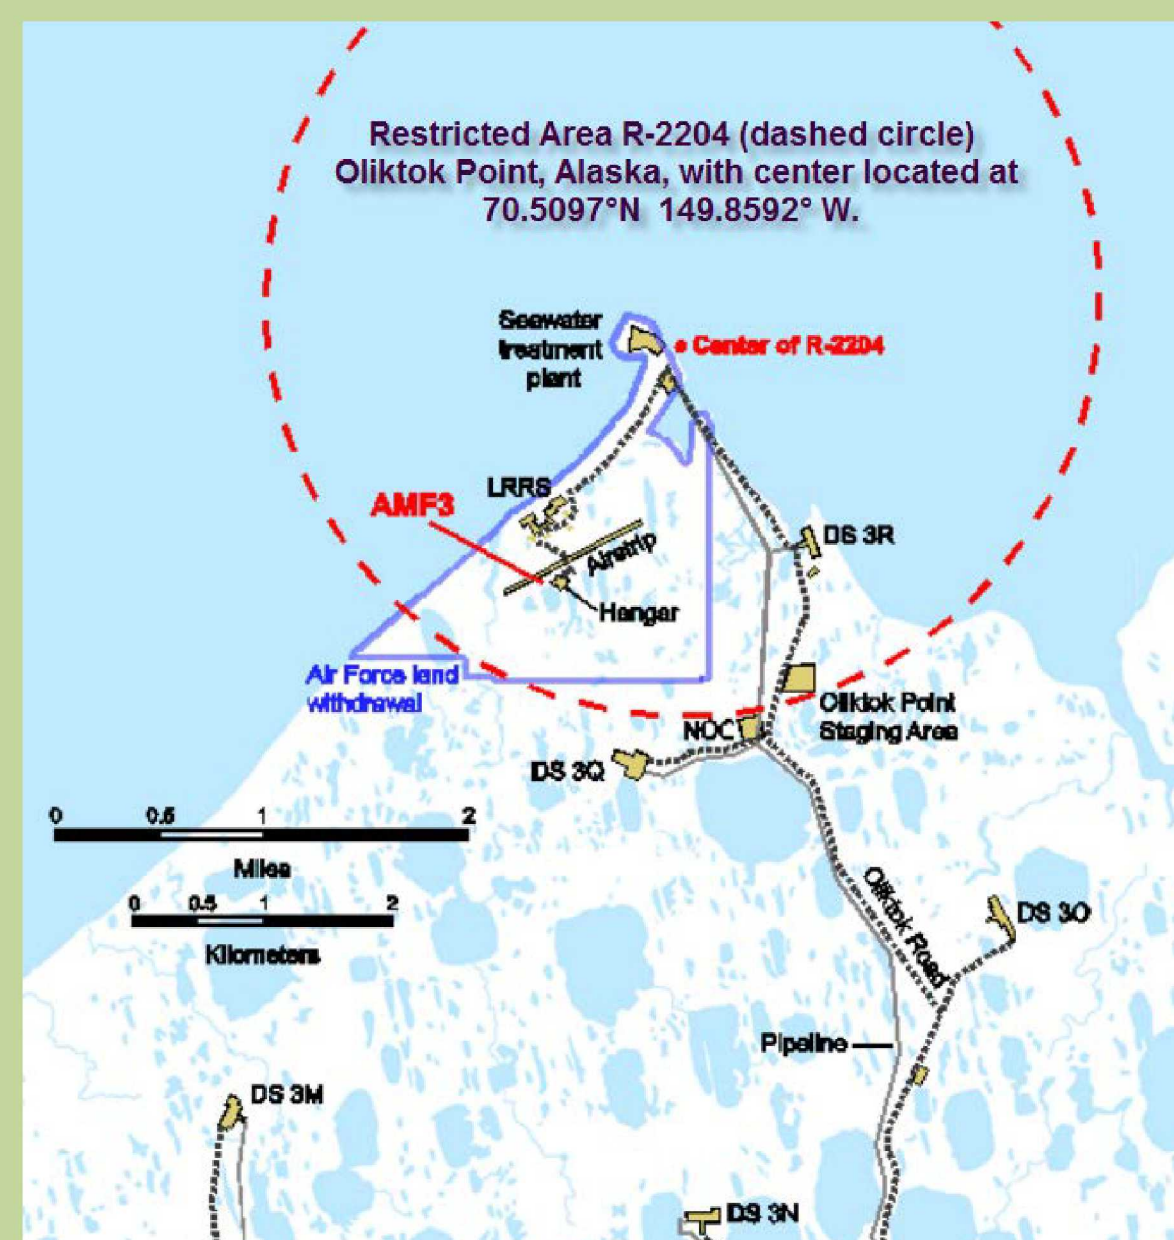 Restricted Area R-2204 (dashed circle)
Oliktok Point, Alaska, with center located at
70.5097°N 149.8592° W.
Seawater
treatment
plant
Center of R-2204
LRRS
AMF3
Airstrip
DS 3R
Hangar
Air Force land
withdrawal
Oliktok Point
Staging Area
NOC
DS 3Q
0 0.5 1 2
Miles
0 0.5 1 2
Kilometers
Oliktok Road
DS 3O
Pipeline
DS 3M
DS 3N